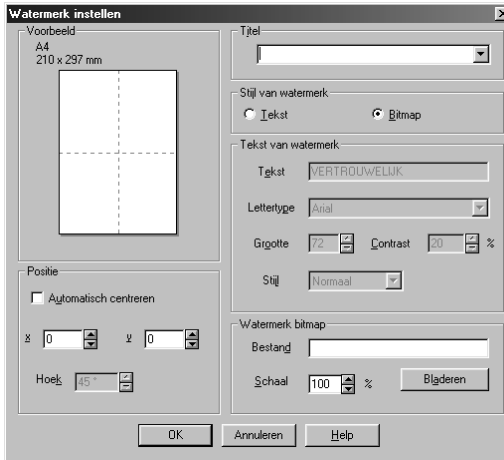 Watermerk instellen
Voorbeeld
A4
210 x 297 mm
Titel
Stijl van watermerk
Tekst
Bitmap
Tekst van watermerk
Tekst VERTROUWELIJK
Lettertype Arial
Grootte 72 Contrast 20 %
Stijl Normaal
Positie
Automatisch centreren
x 0 y 0
Hoek 45 °
Watermerk bitmap
Bestand
Schaal 100 % Bladeren
OK Annuleren Help